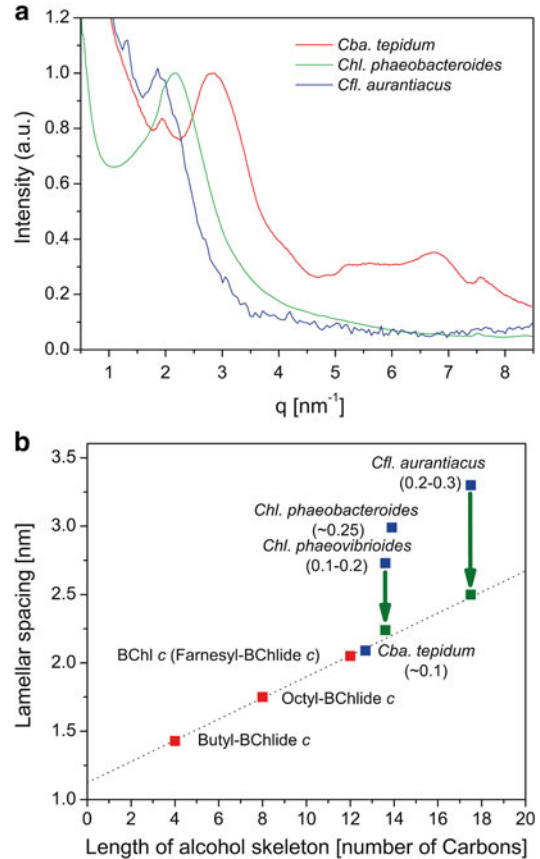 a
1.2
1.0
0.8
0.6
0.4
0.2
0.0
Intensity (a.u.)
Cba. tepidum
Chl. phaeobacteroides
Cfl. aurantiacus
1 2 3 4 5 6 7 8
q [nm⁻¹]
b
3.5
3.0
2.5
2.0
1.5
1.0
Lamellar spacing [nm]
Cfl. aurantiacus
(0.2-0.3)
Chl. phaeobacteroides
(~0.25)
Chl. phaeovibrioides
(0.1-0.2)
BChl c (Farnesyl-BChlide c)
Cba. tepidum
(~0.1)
Octyl-BChlide c
Butyl-BChlide c
0 2 4 6 8 10 12 14 16 18 20
Length of alcohol skeleton [number of Carbons]